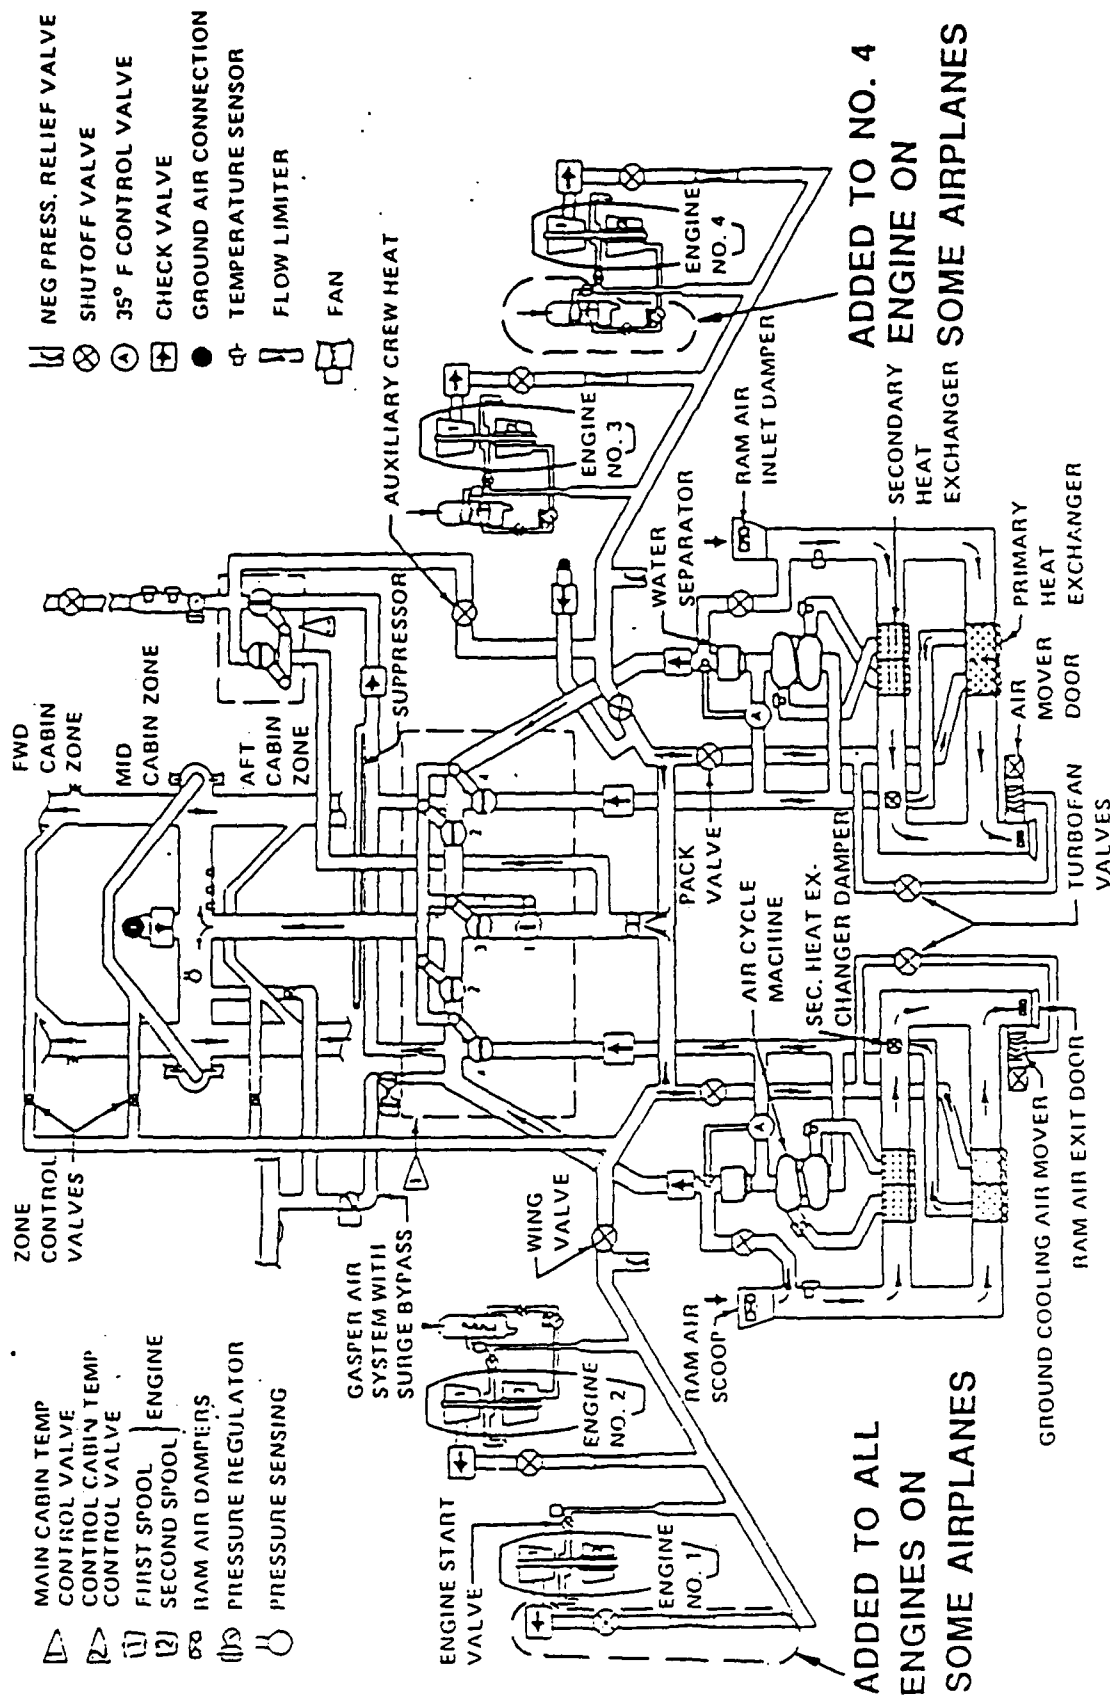 MAIN CABIN TEMP
CONTROL VALVE
CONTROL CABIN TEMP
CONTROL VALVE
FIRST SPOOL
SECOND SPOOL
ENGINE
RAM AIR DAMPERS
PRESSURE REGULATOR
PRESSURE SENSING
NEG PRESS. RELIEF VALVE
SHUTOFF VALVE
35° F CONTROL VALVE
CHECK VALVE
GROUND AIR CONNECTION
TEMPERATURE SENSOR
FLOW LIMITER
FAN
ZONE
CONTROL
VALVES
FWD
CABIN
ZONE
MID
CABIN ZONE
AFT
CABIN
ZONE
SUPPRESSOR
AUXILIARY CREW HEAT
GASPER AIR
SYSTEM WITH
SURGE BYPASS
ENGINE START
VALVE
ENGINE
NO. 1
ENGINE
NO. 2
ENGINE
NO. 3
ENGINE
NO. 4
WING
VALVE
PACK
VALVE
WATER
SEPARATOR
RAM AIR
INLET DAMPER
RAM AIR
SCOOP
AIR CYCLE
MACHINE
SEC. HEAT EX-
CHANGER DAMPER
SECONDARY
HEAT
EXCHANGER
PRIMARY
HEAT
EXCHANGER
AIR
MOVER
DOOR
TURBOFAN
VALVES
RAM AIR EXIT DOOR
GROUND COOLING AIR MOVER
ADDED TO ALL
ENGINES ON
SOME AIRPLANES
ADDED TO NO. 4
ENGINE ON
SOME AIRPLANES